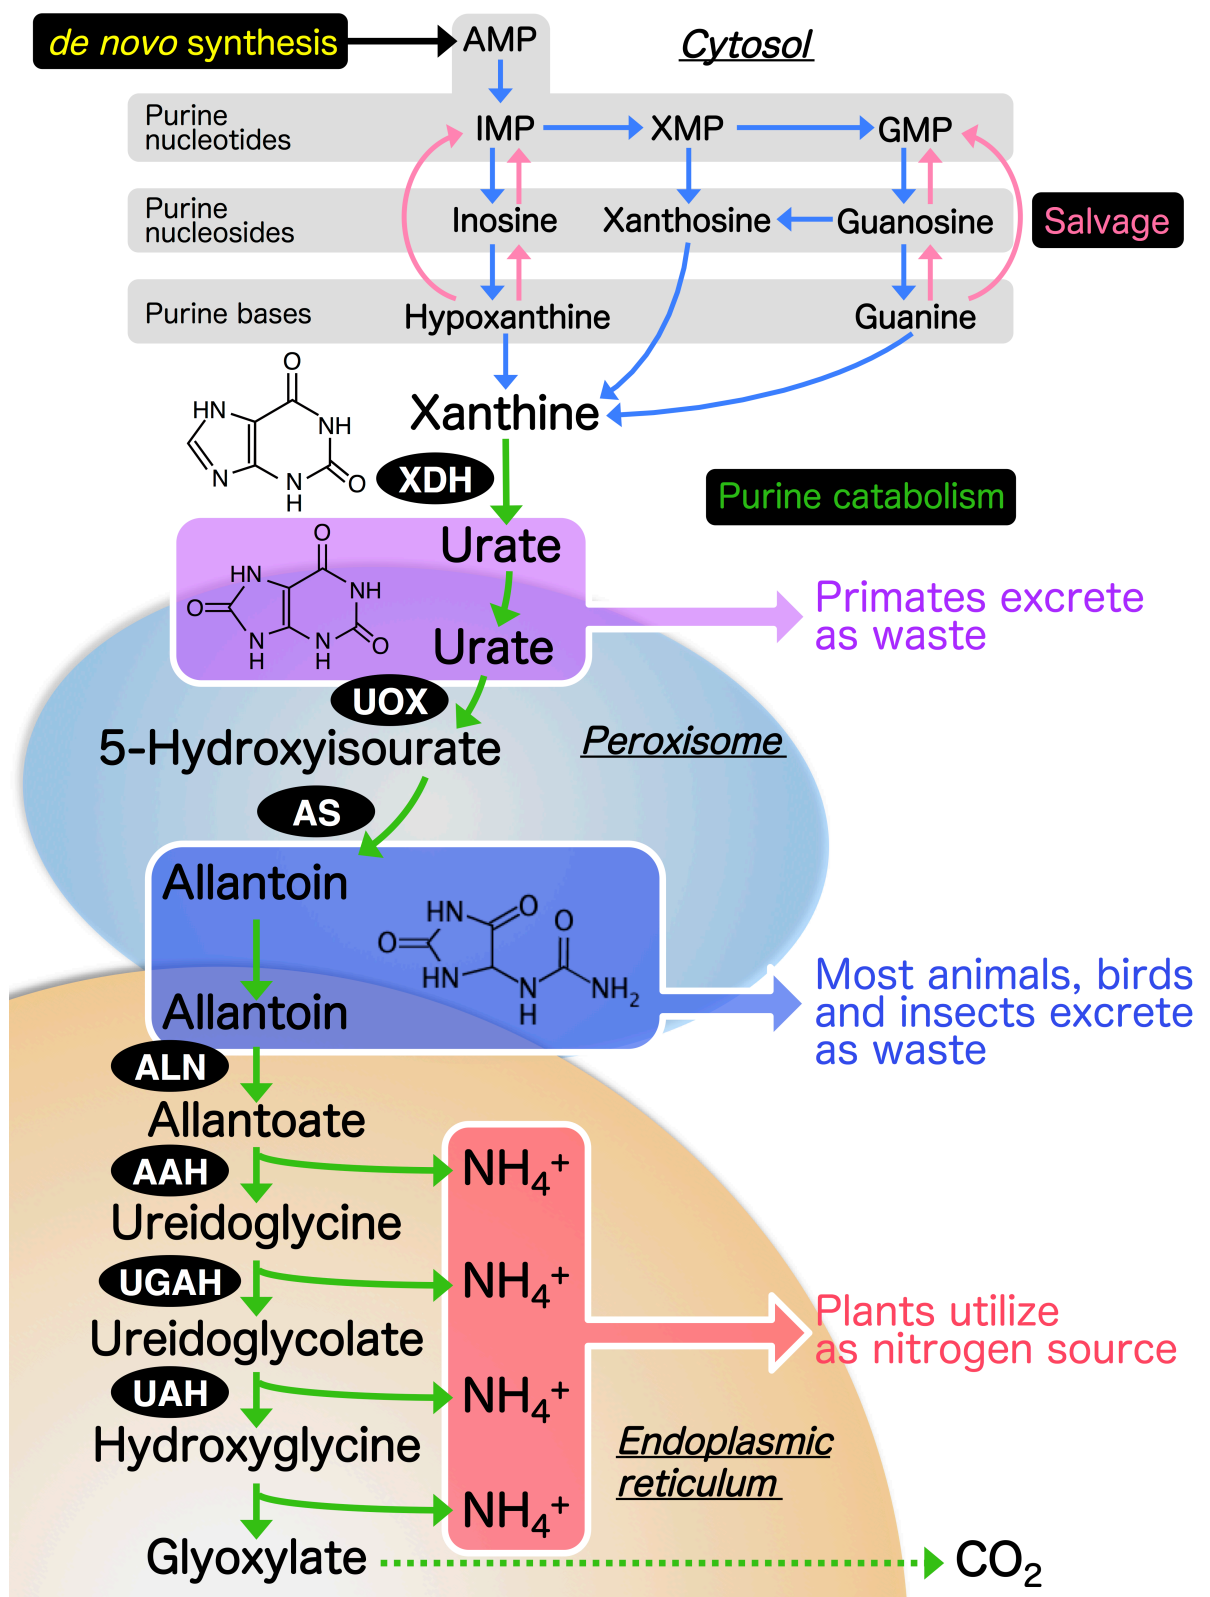 de novo synthesis
AMP
Cytosol
Purine
nucleotides
IMP
XMP
GMP
Purine
nucleosides
Inosine
Xanthosine
Guanosine
Salvage
Purine bases
Hypoxanthine
Guanine
O
HN
NH
N
N
H
O
Xanthine
XDH
Purine catabolism
Urate
O
HN
NH
O
N
H
N
H
O
Urate
Primates excrete
as waste
UOX
5-Hydroxyisourate
Peroxisome
AS
Allantoin
HN
O
O
O
HN
N
H
NH2
Allantoin
Most animals, birds
and insects excrete
as waste
ALN
Allantoate
AAH
NH4+
Ureidoglycine
UGAH
NH4+
Ureidoglycolate
Plants utilize
as nitrogen source
UAH
NH4+
Hydroxyglycine
Endoplasmic
reticulum
NH4+
Glyoxylate
CO2